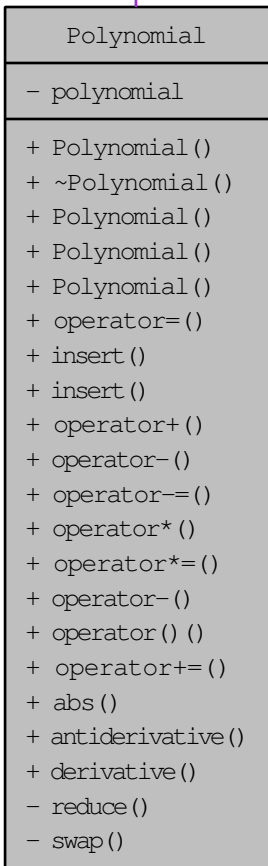 Polynomial
- polynomial
+ Polynomial()
+ ~Polynomial()
+ Polynomial()
+ Polynomial()
+ Polynomial()
+ operator=()
+ insert()
+ insert()
+ operator+()
+ operator-()
+ operator-=()
+ operator*()
+ operator*=()
+ operator-()
+ operator()()
+ operator+=()
+ abs()
+ antiderivative()
+ derivative()
- reduce()
- swap()